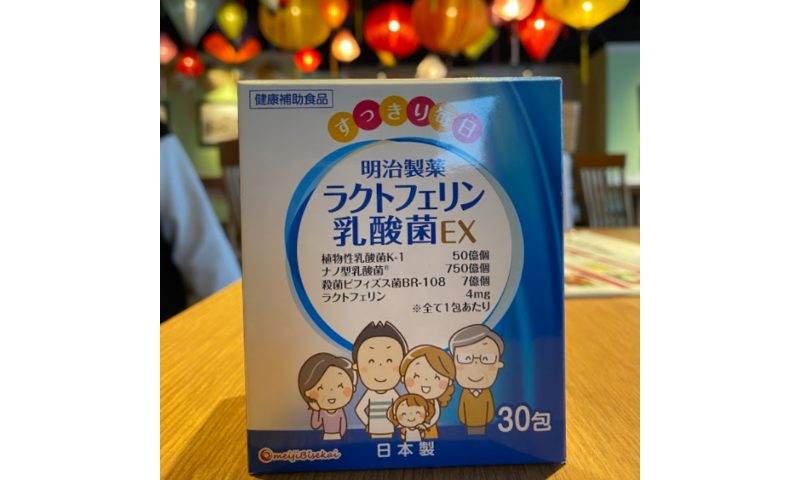 健康補助食品
すっきり毎日
明治製薬
ラクトフェリン
乳酸菌EX
植物性乳酸菌K-1 50億個
ナノ型乳酸菌® 750億個
殺菌ビフィズス菌BR-108 7億個
ラクトフェリン 4mg
※全て1包あたり
30包
meijiBisekai
日本製